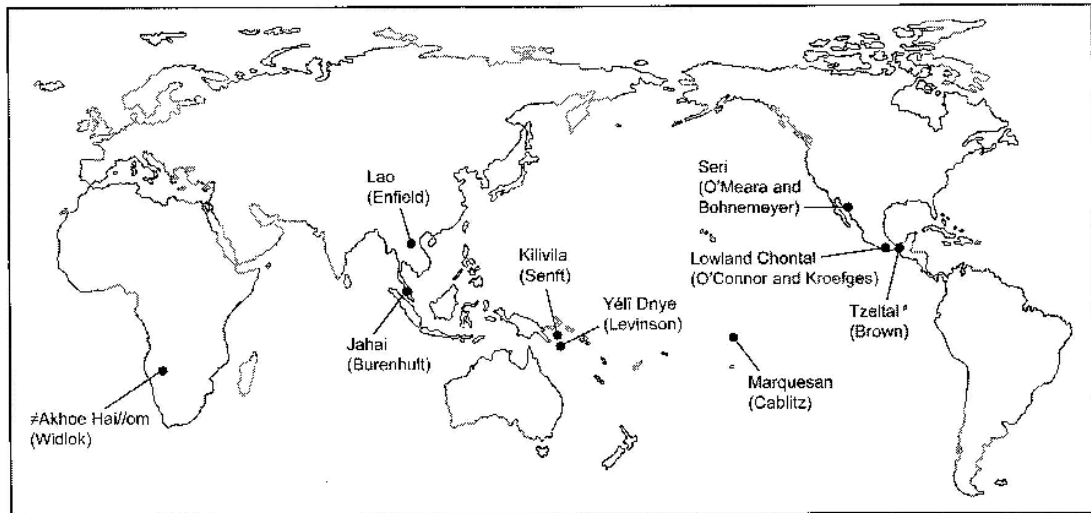 Seri
(O'Meara and
Bohnemeyer)
Lao
(Enfield)
Kilivila
(Senft)
Lowland Chontal
(O'Connor and Kroefges)
Yélî Dnye
(Levinson)
Tzeltal
(Brown)
Jahai
(Burenhult)
Marquesan
(Cablitz)
≠Akhoe Hai//om
(Widlok)